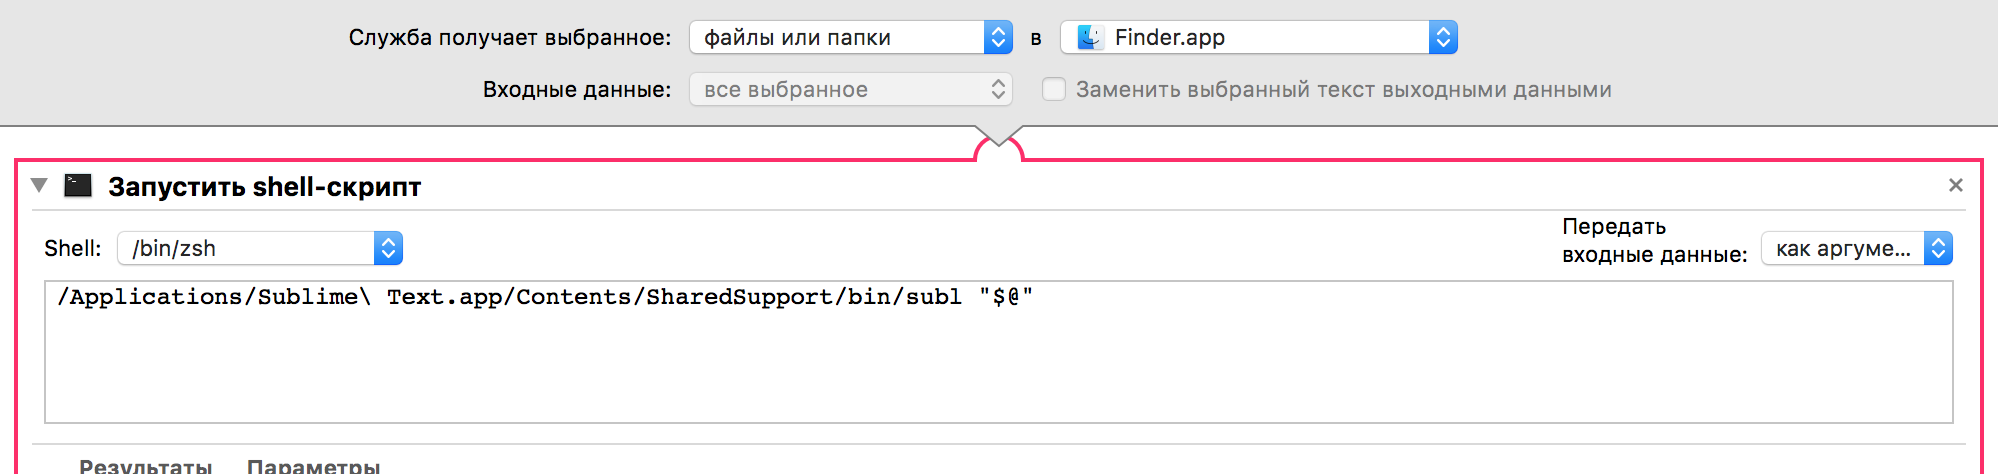 Служба получает выбранное: файлы или папки в Finder.app
Входные данные: все выбранное Заменить выбранный текст выходными данными
Запустить shell-скрипт
Shell: /bin/zsh
Передать
входные данные: как аргуме...
/Applications/Sublime\ Text.app/Contents/SharedSupport/bin/subl "$@"
Результаты Параметры